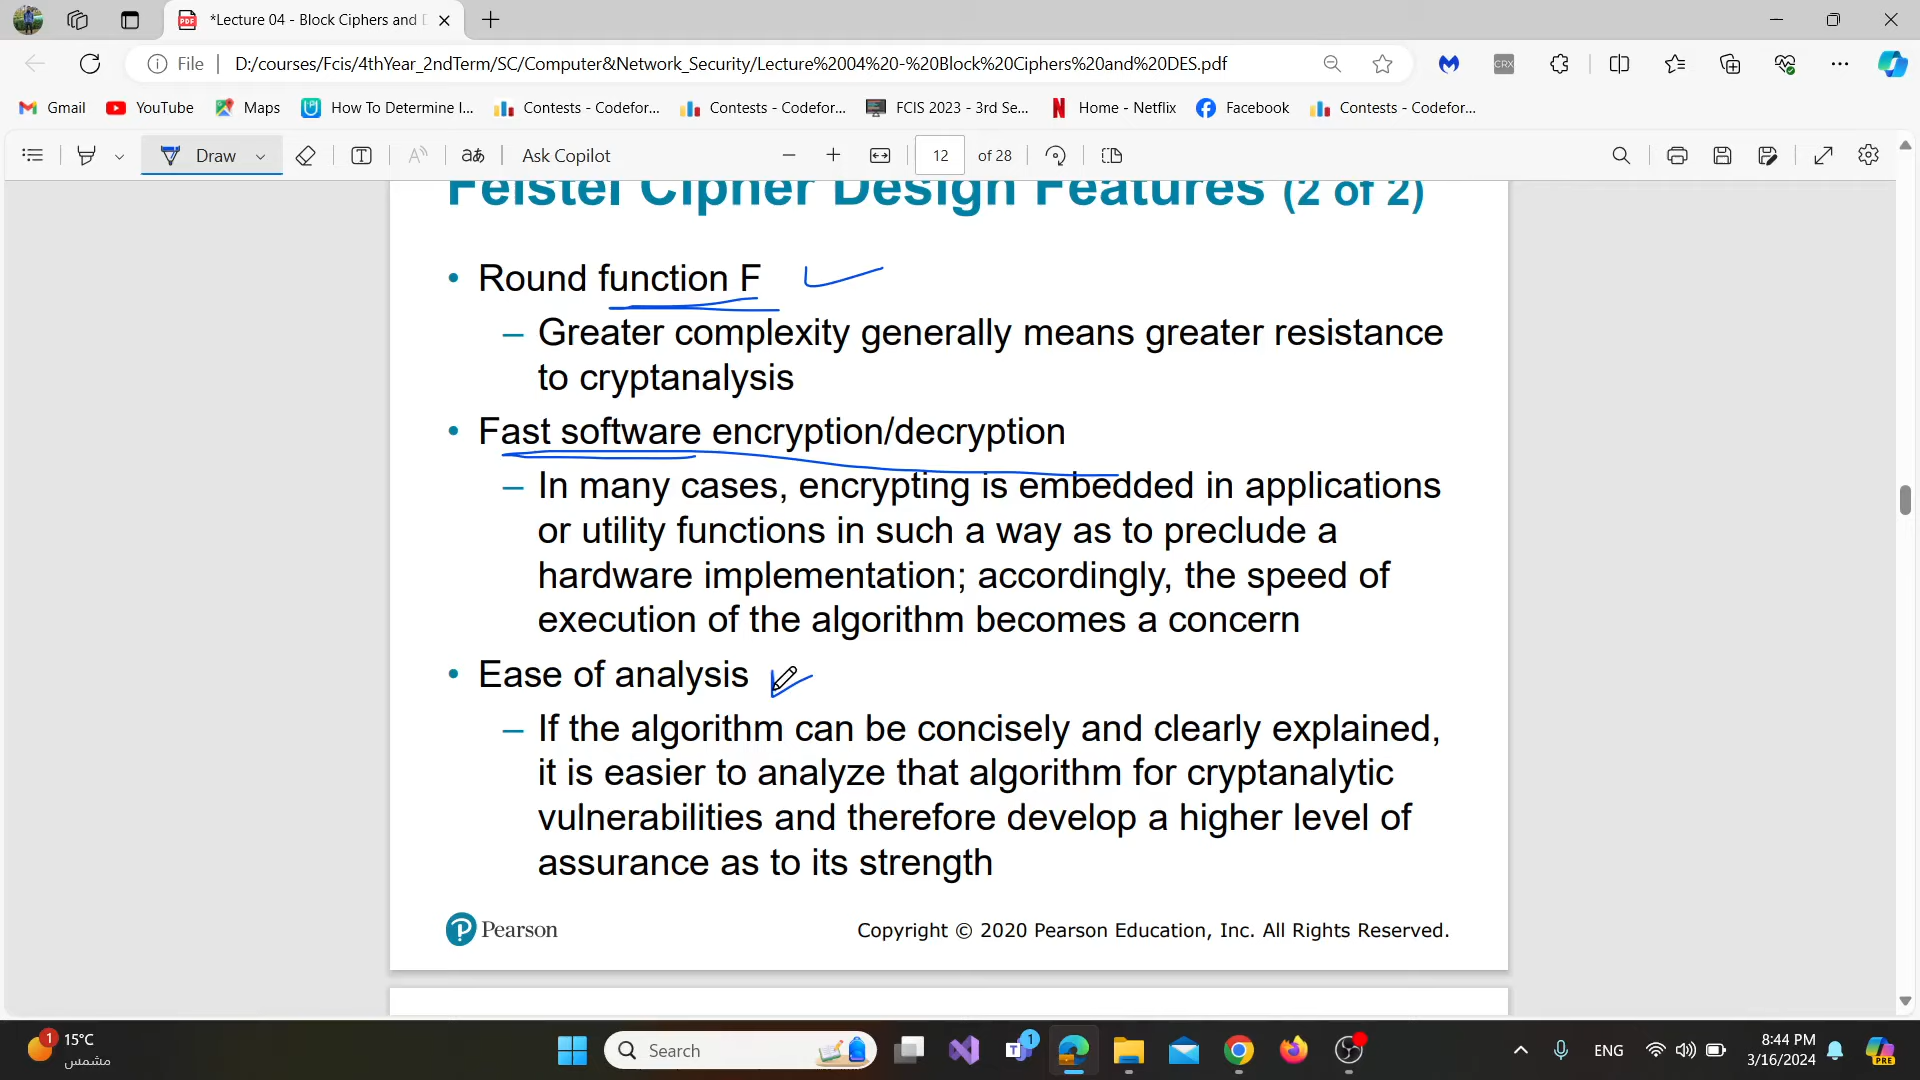 *Lecture 04 - Block Ciphers and D
File
D:/courses/Fcis/4thYear_2ndTerm/SC/Computer&Network_Security/Lecture%2004%20-%20Block%20Ciphers%20and%20DES.pdf
CRX
Gmail
YouTube
Maps
How To Determine I...
Contests - Codefor...
Contests - Codefor...
FCIS 2023 - 3rd Se...
Home - Netflix
Facebook
Contests - Codefor...
Draw
Ask Copilot
12
of 28
Feistel Cipher Design Features (2 of 2)
• Round function F
– Greater complexity generally means greater resistance
to cryptanalysis
• Fast software encryption/decryption
– In many cases, encrypting is embedded in applications
or utility functions in such a way as to preclude a
hardware implementation; accordingly, the speed of
execution of the algorithm becomes a concern
• Ease of analysis
– If the algorithm can be concisely and clearly explained,
it is easier to analyze that algorithm for cryptanalytic
vulnerabilities and therefore develop a higher level of
assurance as to its strength
Pearson
Copyright © 2020 Pearson Education, Inc. All Rights Reserved.
1
15°C
مشمس
Search
1
ENG
8:44 PM
3/16/2024
PRE